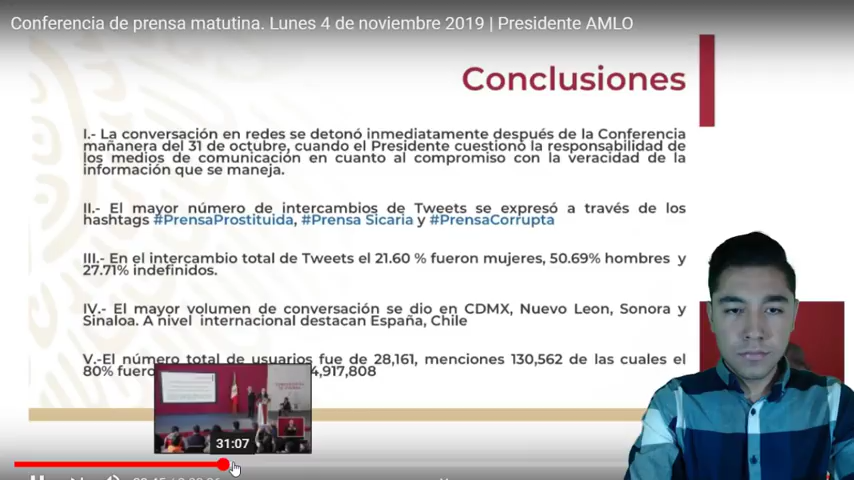 Conferencia de prensa matutina. Lunes 4 de noviembre 2019 | Presidente AMLO
Conclusiones
I.- La conversación en redes se detonó inmediatamente después de la Conferencia
mañanera del 31 de octubre, cuando el Presidente cuestionó la responsabilidad de
los medios de comunicación en cuanto al compromiso con la veracidad de la
información que se maneja.
II.- El mayor número de intercambios de Tweets se expresó a través de los
hashtags #PrensaProstituida, #Prensa Sicaria y #PrensaCorrupta
III.- En el intercambio total de Tweets el 21.60 % fueron mujeres, 50.69% hombres y
27.71% indefinidos.
IV.- El mayor volumen de conversación se dio en CDMX, Nuevo Leon, Sonora y
Sinaloa. A nivel internacional destacan España, Chile
V.-El número total de usuarios fue de 28,161, menciones 130,562 de las cuales el
80% fuero 4,917,808
31:07